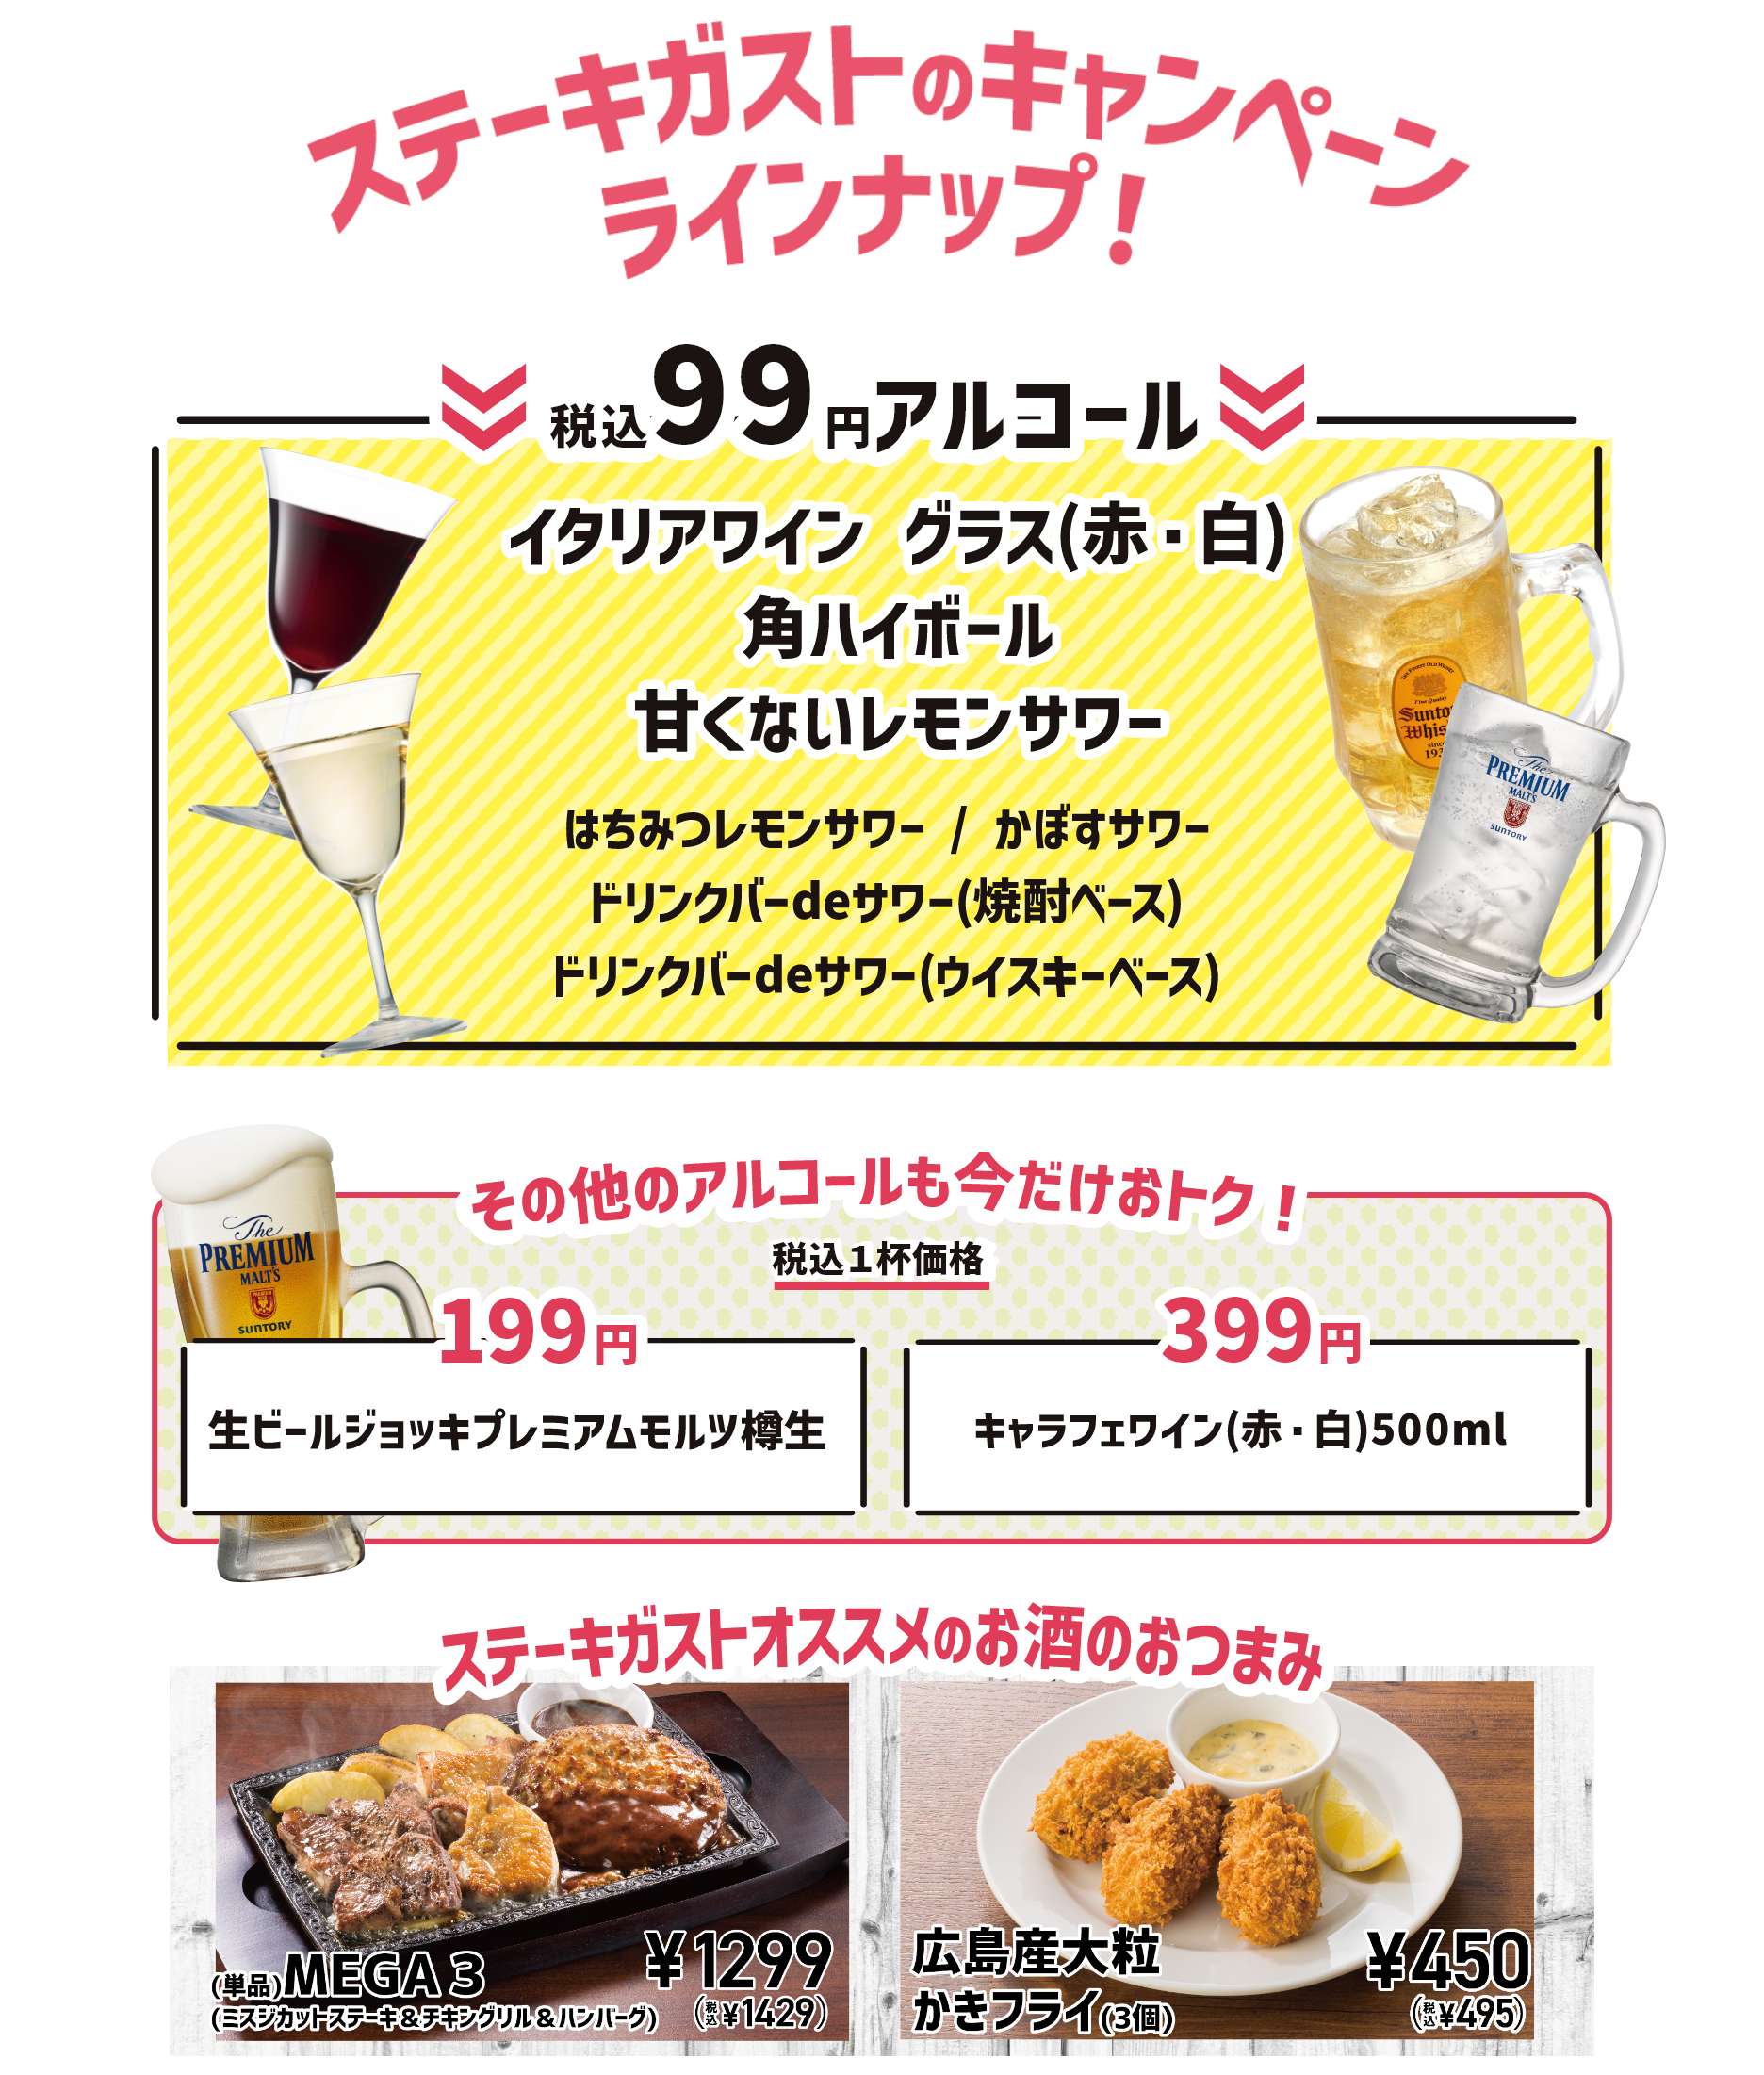 ステーキガストのキャンペーン
ラインナップ！
税込99円アルコール
イタリアワイン グラス(赤・白)
角ハイボール
甘くないレモンサワー
はちみつレモンサワー / かぼすサワー
ドリンクバーdeサワー(焼酎ベース)
ドリンクバーdeサワー(ウイスキーベース)
The
PREMIUM
MALT'S
SUNTORY
その他のアルコールも今だけおトク！
税込1杯価格
The
PREMIUM
MALT'S
SUNTORY
199円
生ビールジョッキプレミアムモルツ樽生
399円
キャラフェワイン(赤・白)500ml
ステーキガストオススメのお酒のおつまみ
(単品)MEGA 3
(ミスジカットステーキ＆チキングリル＆ハンバーグ)
¥1299
(税込¥1429)
広島産大粒
かきフライ(3個)
¥450
(税込¥495)